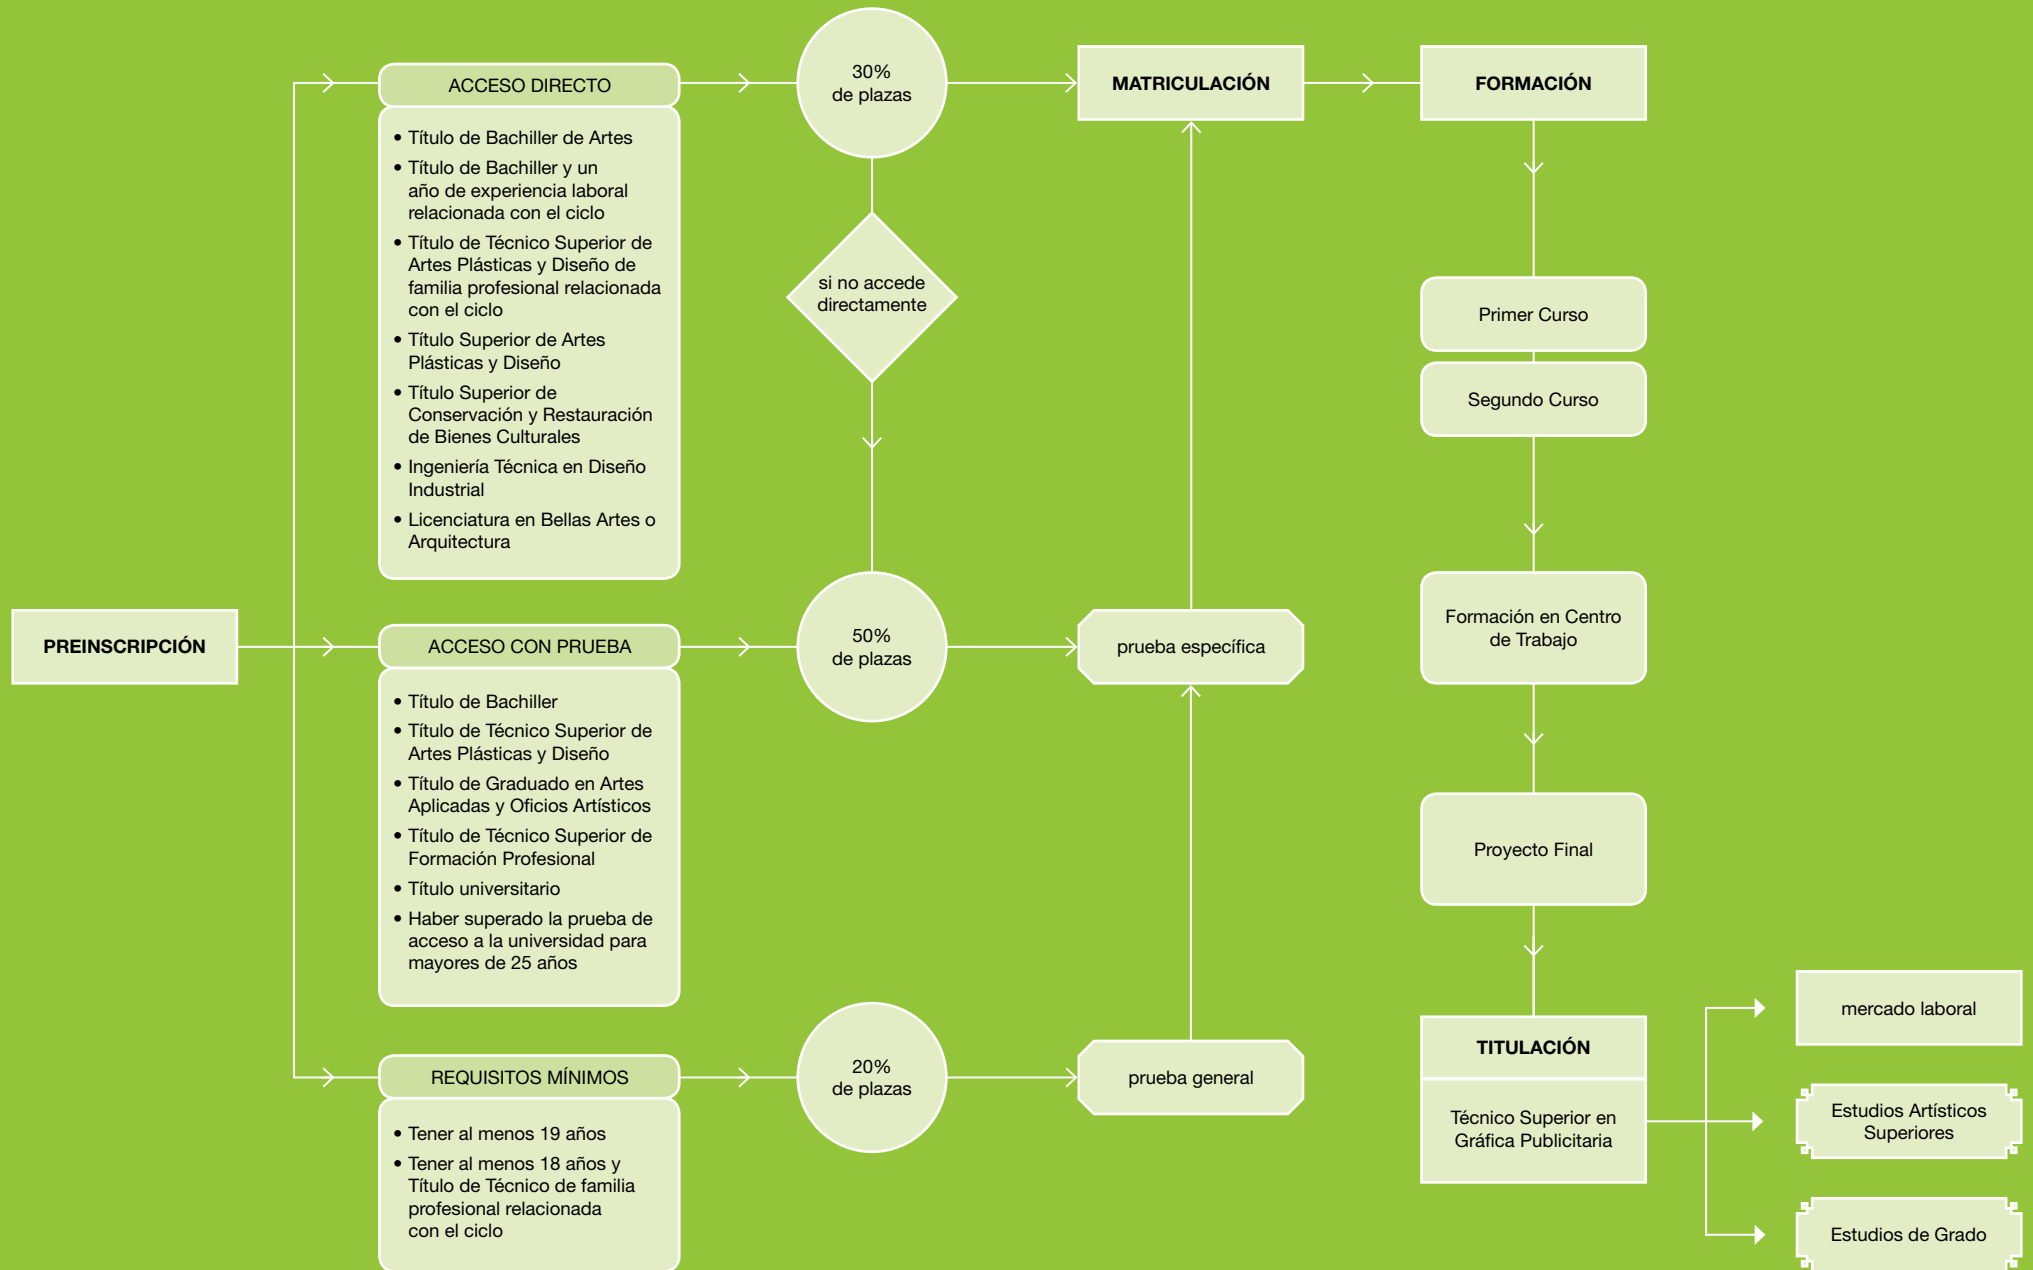 PREINSCRIPCIÓN
ACCESO DIRECTO
• Título de Bachiller de Artes
• Título de Bachiller y un
año de experiencia laboral
relacionada con el ciclo
• Título de Técnico Superior de
Artes Plásticas y Diseño de
familia profesional relacionada
con el ciclo
• Título Superior de Artes
Plásticas y Diseño
• Título Superior de
Conservación y Restauración
de Bienes Culturales
• Ingeniería Técnica en Diseño
Industrial
• Licenciatura en Bellas Artes o
Arquitectura
ACCESO CON PRUEBA
• Título de Bachiller
• Título de Técnico Superior de
Artes Plásticas y Diseño
• Título de Graduado en Artes
Aplicadas y Oficios Artísticos
• Título de Técnico Superior de
Formación Profesional
• Título universitario
• Haber superado la prueba de
acceso a la universidad para
mayores de 25 años
REQUISITOS MÍNIMOS
• Tener al menos 19 años
• Tener al menos 18 años y
Título de Técnico de familia
profesional relacionada
con el ciclo
30%
de plazas
si no accede
directamente
50%
de plazas
20%
de plazas
MATRICULACIÓN
prueba específica
prueba general
FORMACIÓN
Primer Curso
Segundo Curso
Formación en Centro
de Trabajo
Proyecto Final
TITULACIÓN
Técnico Superior en
Gráfica Publicitaria
mercado laboral
Estudios Artísticos
Superiores
Estudios de Grado